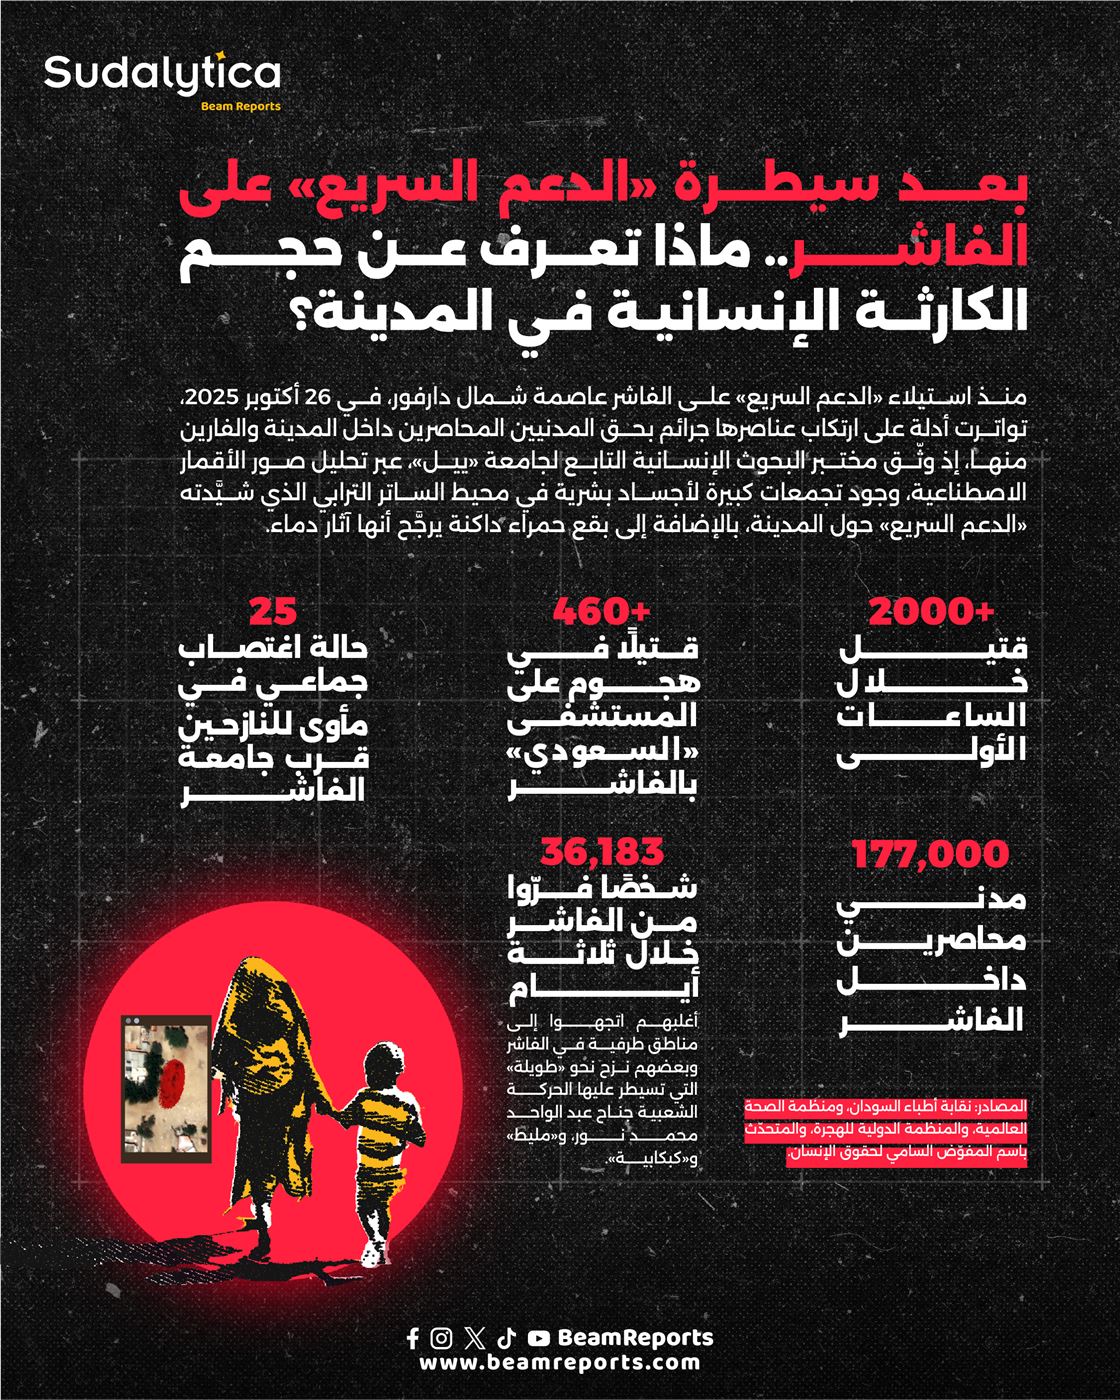 Sudalytica
Beam Reports
بعد سيطرة «الدعم السريع» على
الفاشر.. ماذا تعرف عن حجم
الكارثة الإنسانية في المدينة؟
منذ استيلاء «الدعم السريع» على الفاشر عاصمة شمال دارفور، في 26 أكتوبر 2025،
تواترت أدلة على ارتكاب عناصرها جرائم بحق المدنيين المحاصرين داخل المدينة والفارين
منها، إذ وثّق مختبر البحوث الإنسانية التابع لجامعة «ييل»، عبر تحليل صور الأقمار
الاصطناعية، وجود تجمعات كبيرة لأجساد بشرية في محيط الساتر الترابي الذي شيَّدته
«الدعم السريع» حول المدينة، بالإضافة إلى بقع حمراء داكنة يرجَّح أنها آثار دماء.
2000+
قتيل
خلال
الساعات
الأولى
460+
قتيلًا في
هجوم على
المستشفى
«السعودي»
بالفاشر
25
حالة اغتصاب
جماعي في
مأوى للنازحين
قرب جامعة
الفاشر
177,000
مدني
محاصرين
داخل
الفاشر
36,183
شخصًا فرّوا
من الفاشر
خلال ثلاثة
أيام
أغلبهم اتجهوا إلى
مناطق طرفية في الفاشر
وبعضهم نزح نحو «طويلة»
التي تسيطر عليها الحركة
الشعبية جناح عبد الواحد
محمد نور، و«مليط»
و«كبكابية».
المصادر: نقابة أطباء السودان، ومنظمة الصحة
العالمية، والمنظمة الدولية للهجرة، والمتحدّث
باسم المفوّض السامي لحقوق الإنسان.
BeamReports
www.beamreports.com